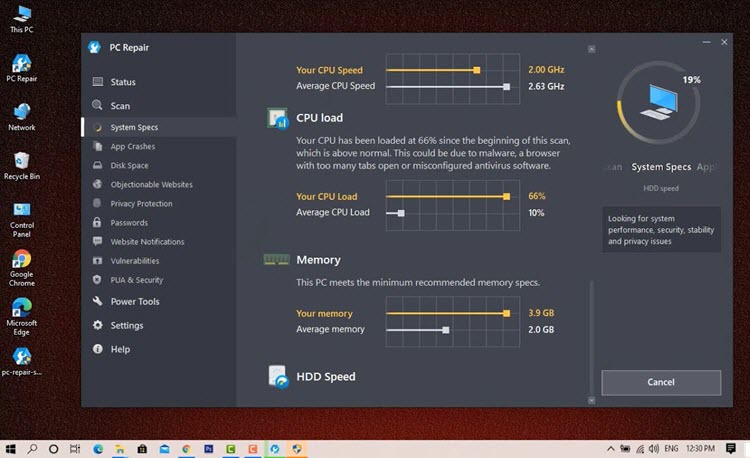 This PC
PC Repair
Network
Recycle Bin
Control
Panel
Google
Chrome
Microsoft
Edge
pc-repair-s...
PC Repair
Status
Scan
System Specs
App Crashes
Disk Space
Objectionable Websites
Privacy Protection
Passwords
Website Notifications
Vulnerabilities
PUA & Security
Power Tools
Settings
Help
Your CPU Speed 2.00 GHz
Average CPU Speed 2.63 GHz
CPU load
Your CPU has been loaded at 66% since the beginning of this scan,
which is above normal. This could be due to malware, a browser
with too many tabs open or misconfigured antivirus software.
Your CPU Load 66%
Average CPU Load 10%
Memory
This PC meets the minimum recommended memory specs.
Your memory 3.9 GB
Average memory 2.0 GB
HDD Speed
19%
System Specs
HDD speed
Looking for system
performance, security, stability
and privacy issues
Cancel
ENG 12:30 PM